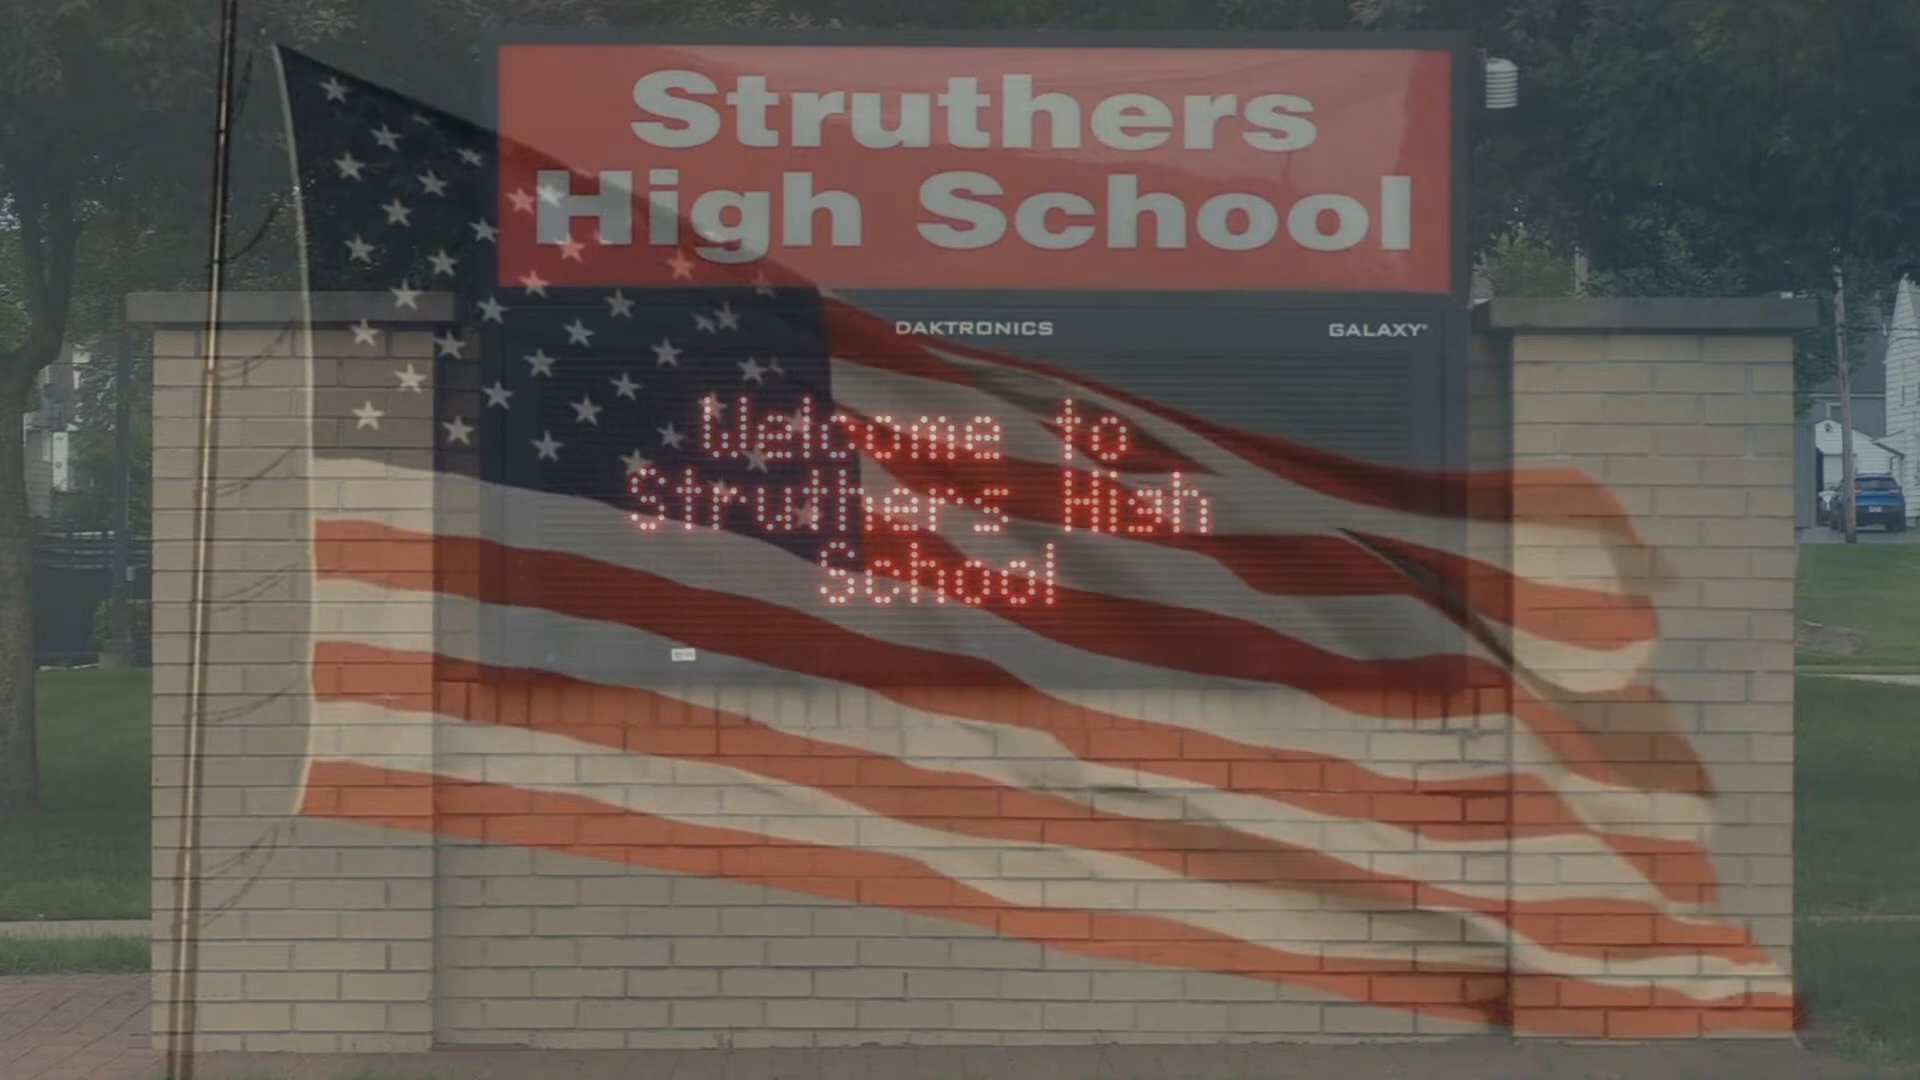 Struthers
High School
DAKTRONICS GALAXY®
Welcome to
Struthers High
School